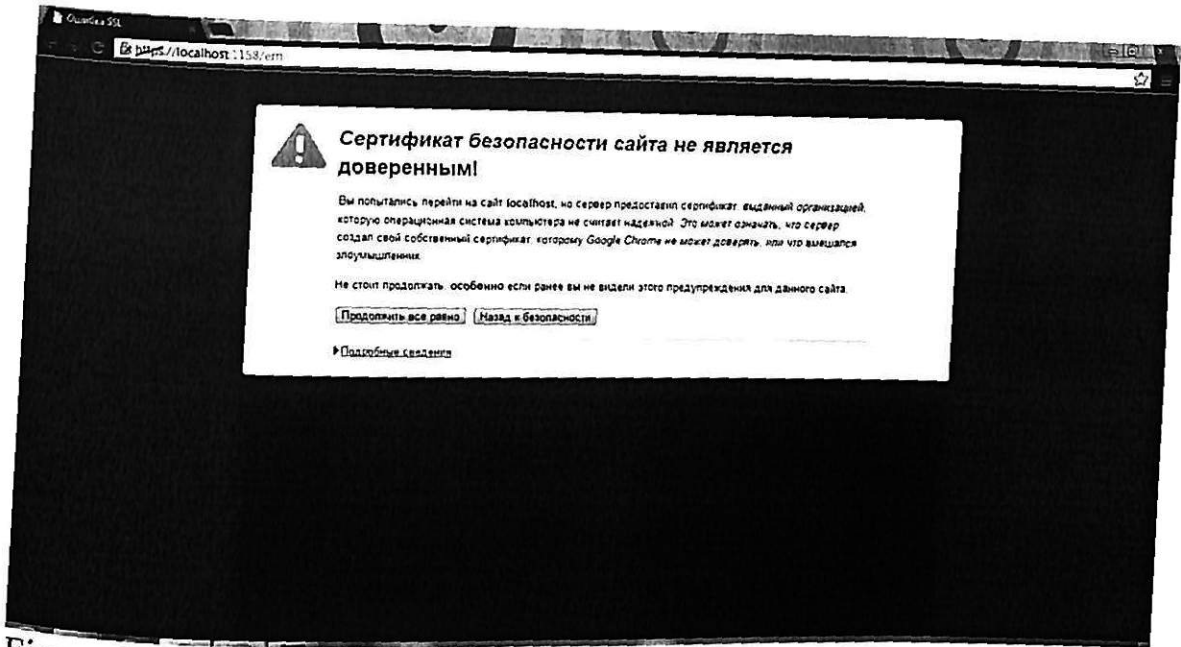 Ошибка SSL
https://localhost:1158/em
Сертификат безопасности сайта не является
доверенным!
Вы попытались перейти на сайт localhost, но сервер предоставил сертификат, выданный организацией,
которую операционная система компьютера не считает надежной. Это может означать, что сервер
создал свой собственный сертификат, которому Google Chrome не может доверять, или что вмешался
злоумышленник.
Не стоит продолжать, особенно если ранее вы не видели этого предупреждения для данного сайта.
Продолжить все равно Назад к безопасности
Подробные сведения